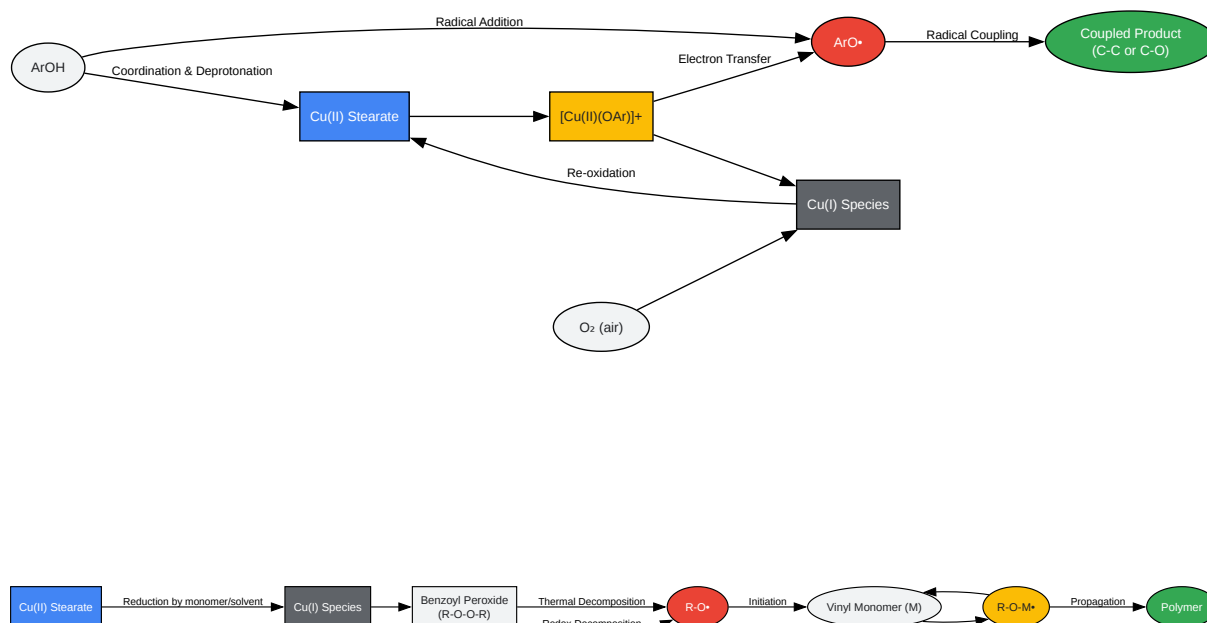 Radical Addition
ArOH
Coordination & Deprotonation
Cu(II) Stearate
[Cu(II)(OAr)]+
Electron Transfer
ArO•
Radical Coupling
Coupled Product
(C-C or C-O)
Re-oxidation
Cu(I) Species
O₂ (air)
Cu(II) Stearate
Reduction by monomer/solvent
Cu(I) Species
Benzoyl Peroxide
(R-O-O-R)
Thermal Decomposition
Redox Decomposition
R-O•
Initiation
Vinyl Monomer (M)
R-O-M•
Propagation
Polymer